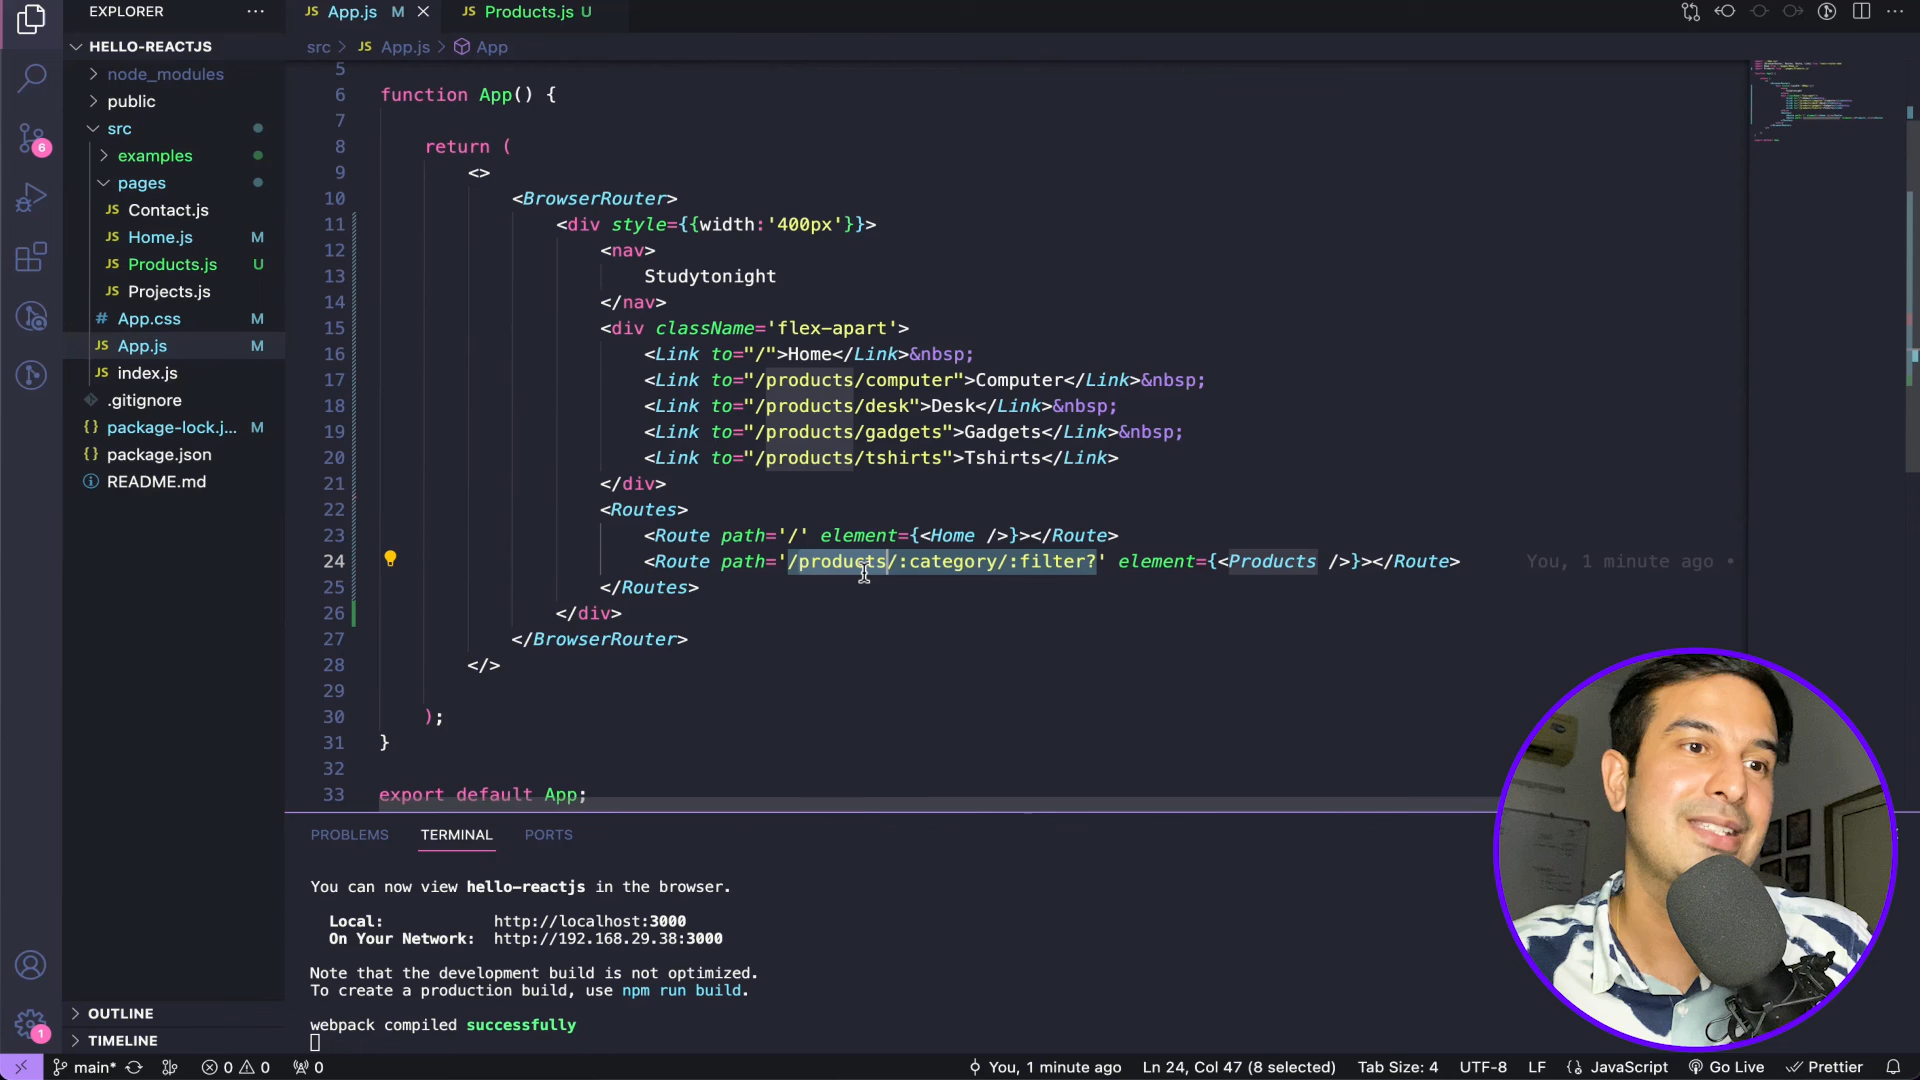 EXPLORER
HELLO-REACTJS
node_modules
public
src
examples
pages
JS Contact.js
JS Home.js M
JS Products.js U
JS Projects.js
# App.css M
JS App.js M
JS index.js
.gitignore
{} package-lock.j... M
{} package.json
README.md
OUTLINE
TIMELINE
6
1
JS App.js M
JS Products.js U
src > JS App.js > App
5
6 function App() {
7
8 return (
9 <>
10 <BrowserRouter>
11 <div style={{width:'400px'}}>
12 <nav>
13 Studytonight
14 </nav>
15 <div className='flex-apart'>
16 <Link to="/">Home</Link>&nbsp;
17 <Link to="/products/computer">Computer</Link>&nbsp;
18 <Link to="/products/desk">Desk</Link>&nbsp;
19 <Link to="/products/gadgets">Gadgets</Link>&nbsp;
20 <Link to="/products/tshirts">Tshirts</Link>
21 </div>
22 <Routes>
23 <Route path='/' element={<Home />}></Route>
24 <Route path='/products/:category/:filter?' element={<Products />}></Route> You, 1 minute ago •
25 </Routes>
26 </div>
27 </BrowserRouter>
28 </>
29
30 );
31 }
32
33 export default App;
PROBLEMS TERMINAL PORTS
You can now view hello-reactjs in the browser.
Local: http://localhost:3000
On Your Network: http://192.168.29.38:3000
Note that the development build is not optimized.
To create a production build, use npm run build.
webpack compiled successfully
main* 0 0 0 You, 1 minute ago Ln 24, Col 47 (8 selected) Tab Size: 4 UTF-8 LF {} JavaScript Go Live Prettier